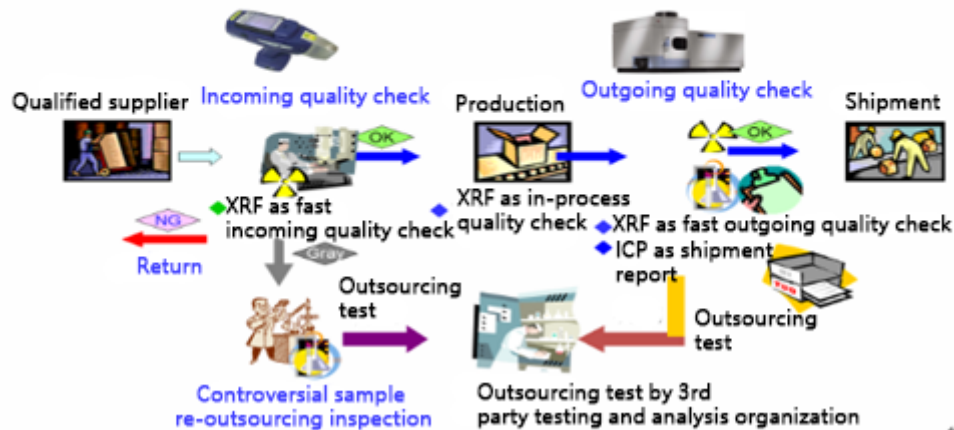 Incoming quality check
Outgoing quality check
Qualified supplier
Production
Shipment
OK
OK
XRF as fast
incoming quality check
XRF as in-process
quality check
XRF as fast outgoing quality check
ICP as shipment
report
NG
Return
Gray
Outsourcing
test
Outsourcing
test
Controversial sample
re-outsourcing inspection
Outsourcing test by 3rd
party testing and analysis organization